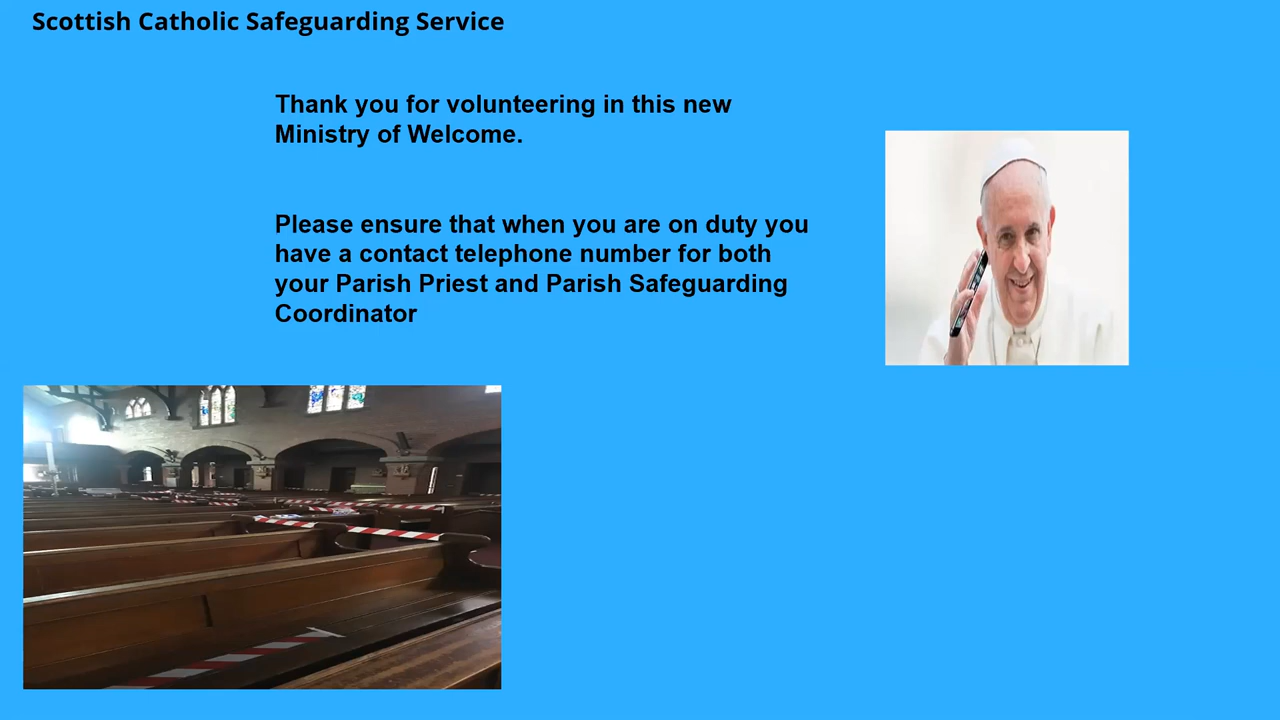 Scottish Catholic Safeguarding Service
Thank you for volunteering in this new
Ministry of Welcome.
Please ensure that when you are on duty you
have a contact telephone number for both
your Parish Priest and Parish Safeguarding
Coordinator